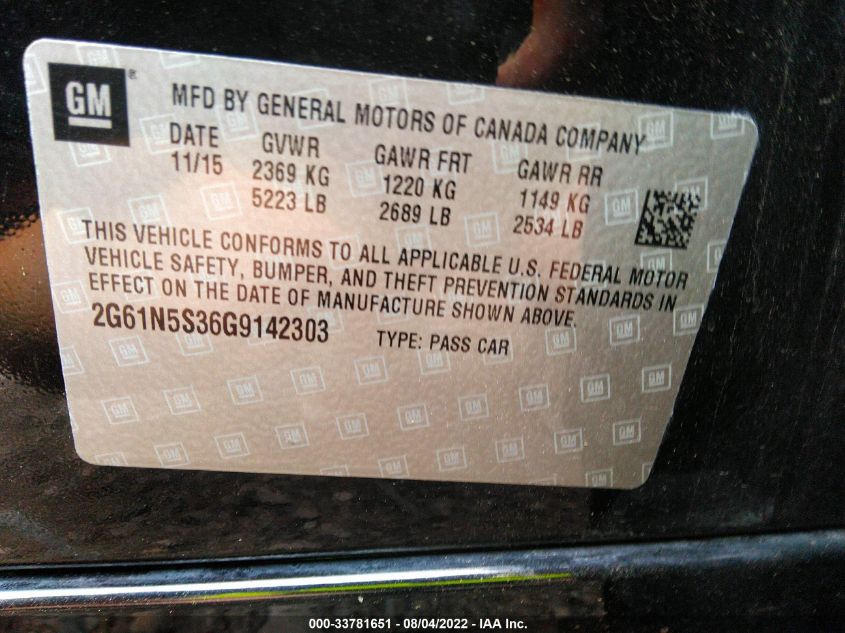 GM
MFD BY GENERAL MOTORS OF CANADA COMPANY
DATE GVWR GAWR FRT GAWR RR
11/15 2369 KG 1220 KG 1149 KG
5223 LB 2689 LB 2534 LB
THIS VEHICLE CONFORMS TO ALL APPLICABLE U.S. FEDERAL MOTOR
VEHICLE SAFETY, BUMPER, AND THEFT PREVENTION STANDARDS IN
EFFECT ON THE DATE OF MANUFACTURE SHOWN ABOVE.
2G61N5S36G9142303 TYPE: PASS CAR
000-33781651 - 08/04/2022 - IAA Inc.